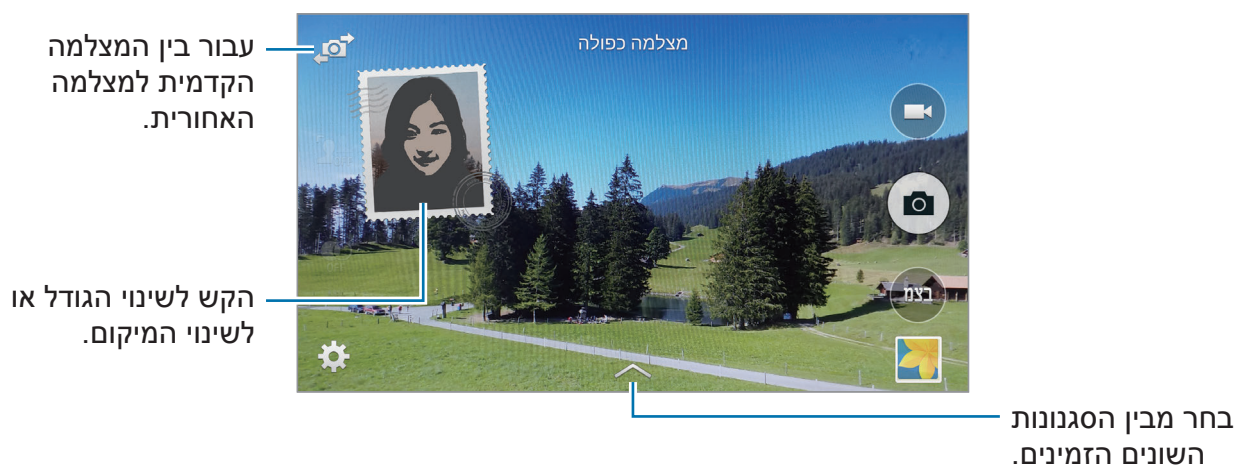 עבור בין המצלמה
הקדמית למצלמה
האחורית.
מצלמה כפולה
הקש לשינוי הגודל או
לשינוי המיקום.
מצב
בחר מבין הסגנונות
השונים הזמינים.